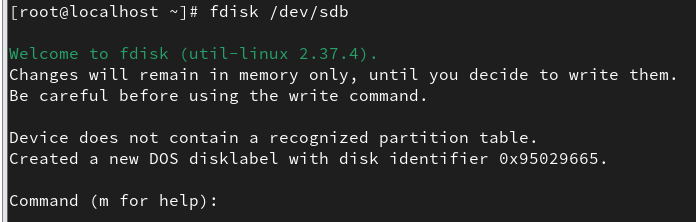 [root@localhost ~]# fdisk /dev/sdb
Welcome to fdisk (util-linux 2.37.4).
Changes will remain in memory only, until you decide to write them.
Be careful before using the write command.
Device does not contain a recognized partition table.
Created a new DOS disklabel with disk identifier 0x95029665.
Command (m for help):